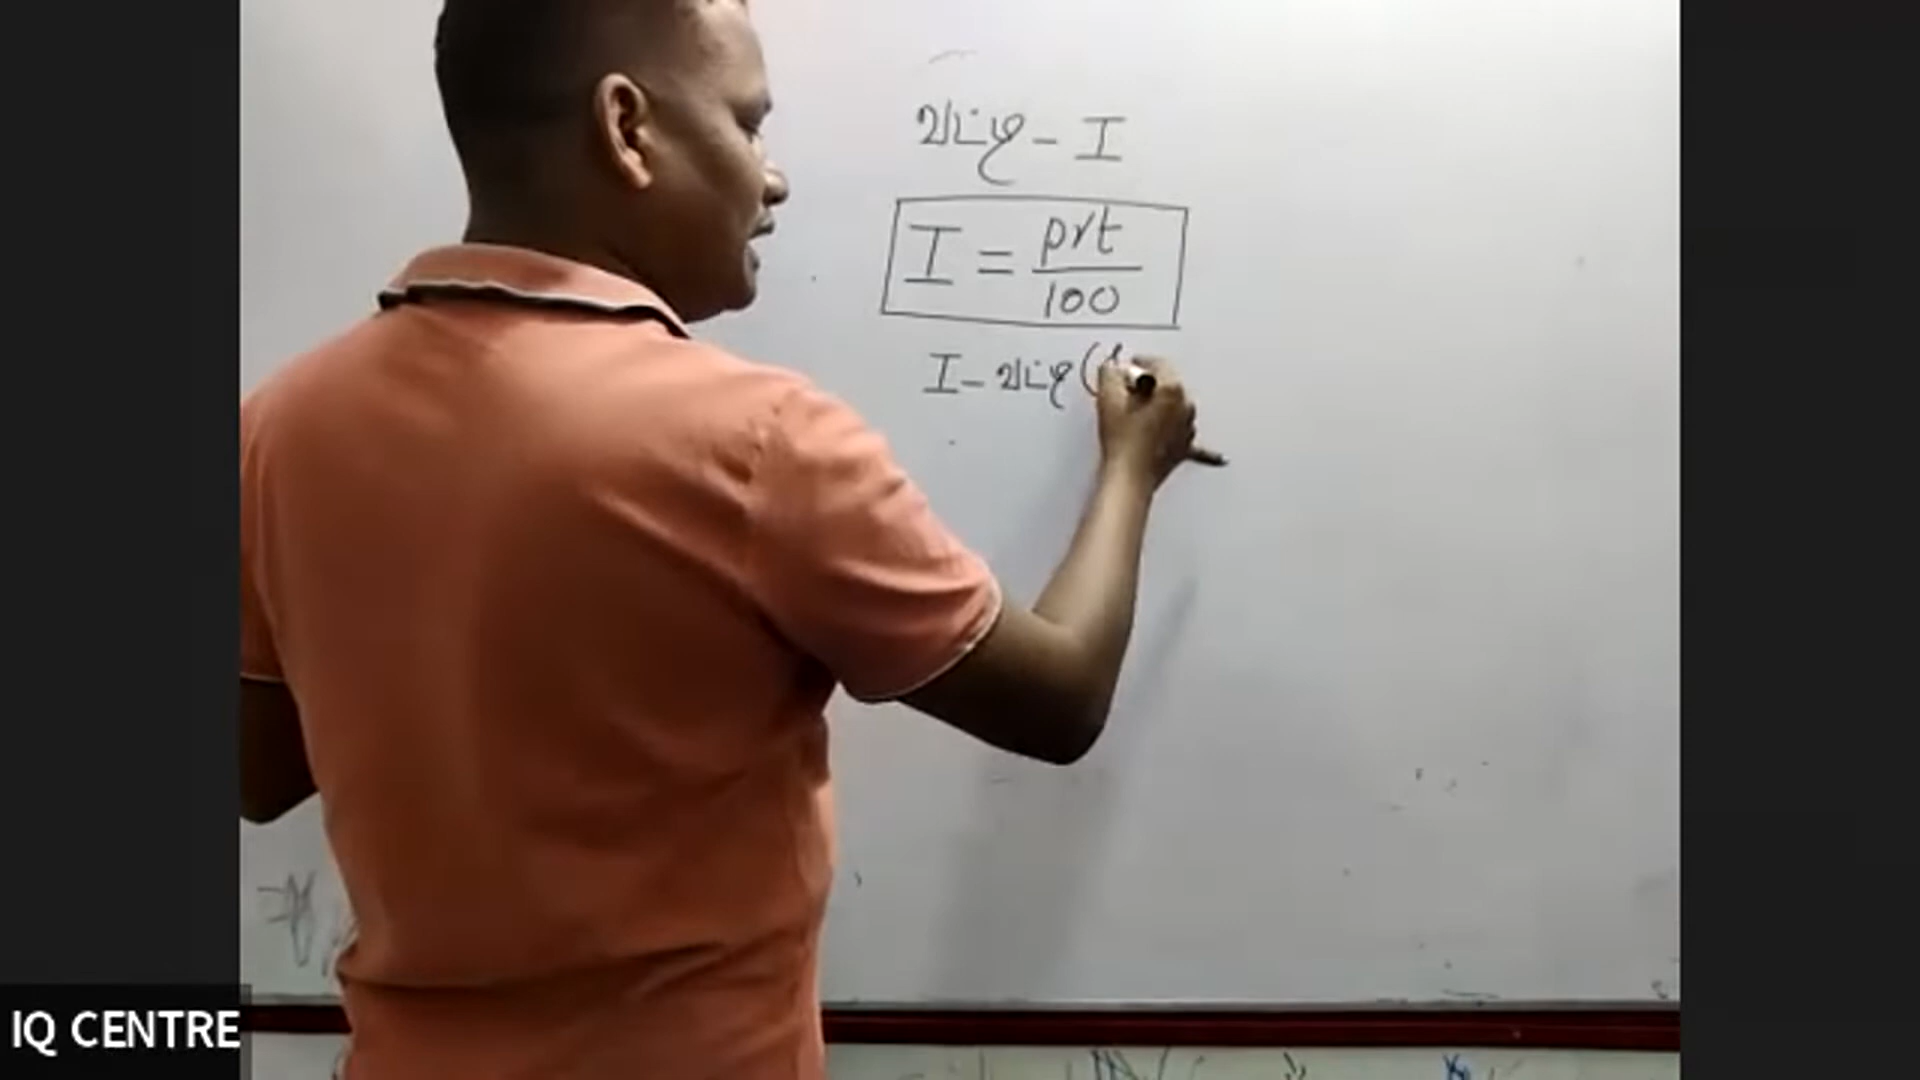 வட்டி - I
I = prt/100
I - வட்டி (
IQ CENTRE